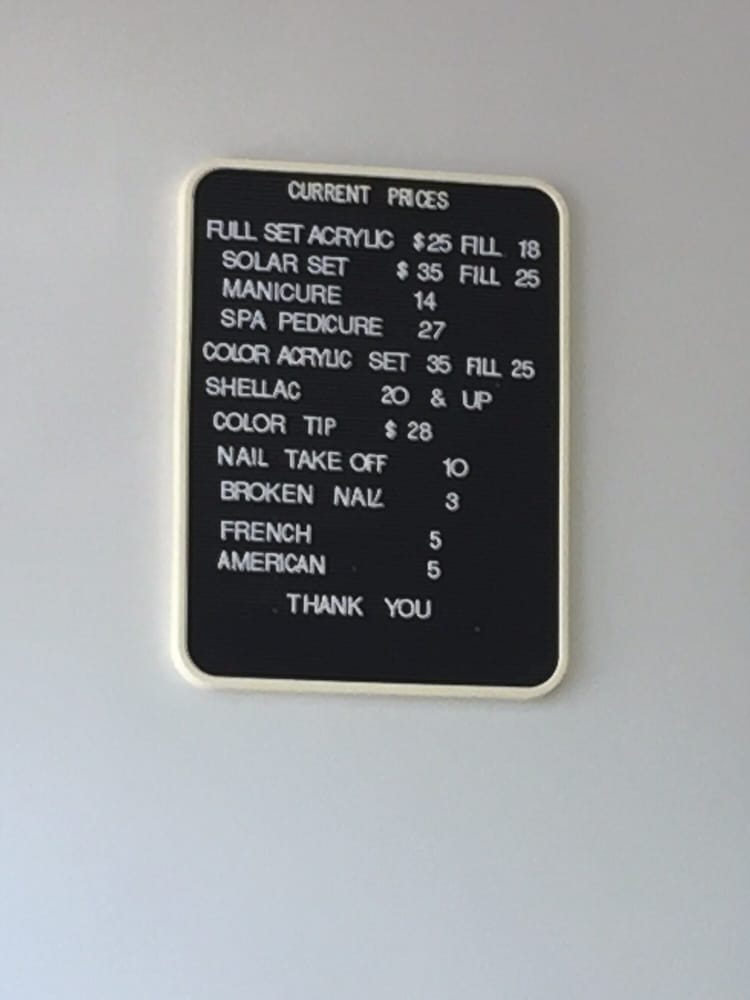 CURRENT PRICES
FULL SET ACRYLIC $25 FILL 18
SOLAR SET $35 FILL 25
MANICURE 14
SPA PEDICURE 27
COLOR ACRYLIC SET 35 FILL 25
SHELLAC 20 & UP
COLOR TIP $28
NAIL TAKE OFF 10
BROKEN NAIL 3
FRENCH 5
AMERICAN 5
THANK YOU